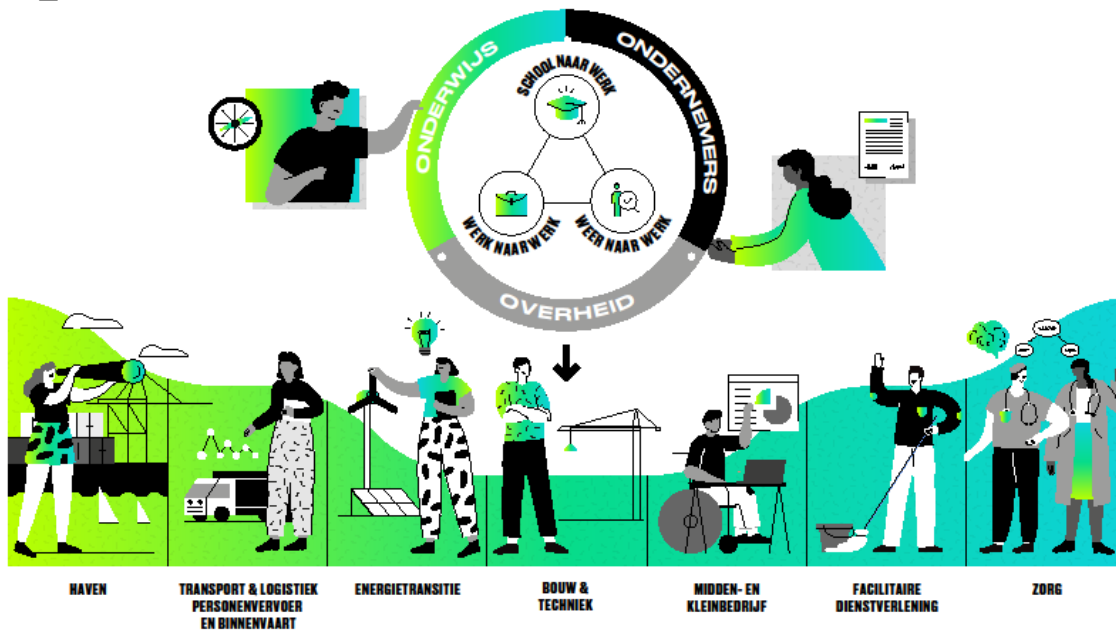 ONDERWIJS
ONDERNEMERS
SCHOOL NAAR WERK
WERK NAAR WERK
WEER NAAR WERK
OVERHEID
HAVEN
TRANSPORT & LOGISTIEK
PERSONENVERVOER
EN BINNENVAART
ENERGIETRANSITIE
BOUW &
TECHNIEK
MIDDEN- EN
KLEINBEDRIJF
FACILITAIRE
DIENSTVERLENING
ZORG